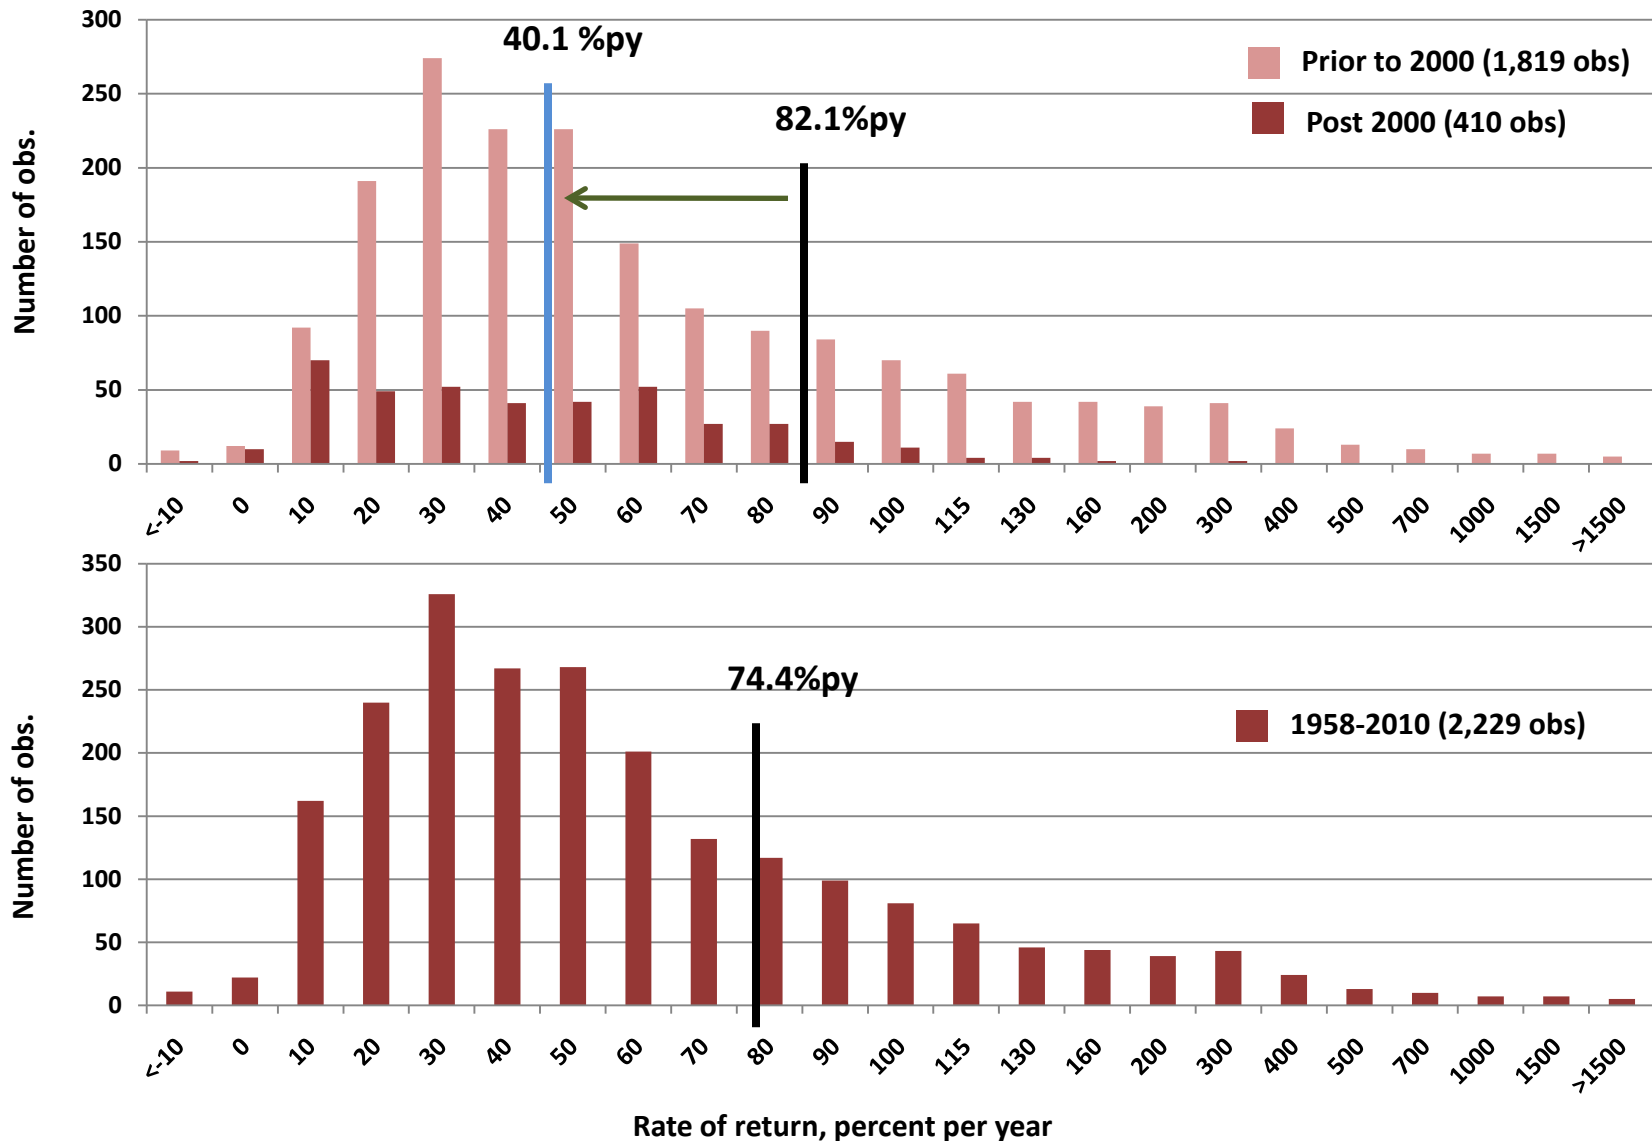 300
250
200
150
100
50
0
Number of obs.
40.1 %py
82.1%py
Prior to 2000 (1,819 obs)
Post 2000 (410 obs)
<-10 0 10 20 30 40 50 60 70 80 90 100 115 130 160 200 300 400 500 700 1000 1500 >1500
350
300
250
200
150
100
50
0
Number of obs.
74.4%py
1958-2010 (2,229 obs)
<-10 0 10 20 30 40 50 60 70 80 90 100 115 130 160 200 300 400 500 700 1000 1500 >1500
Rate of return, percent per year